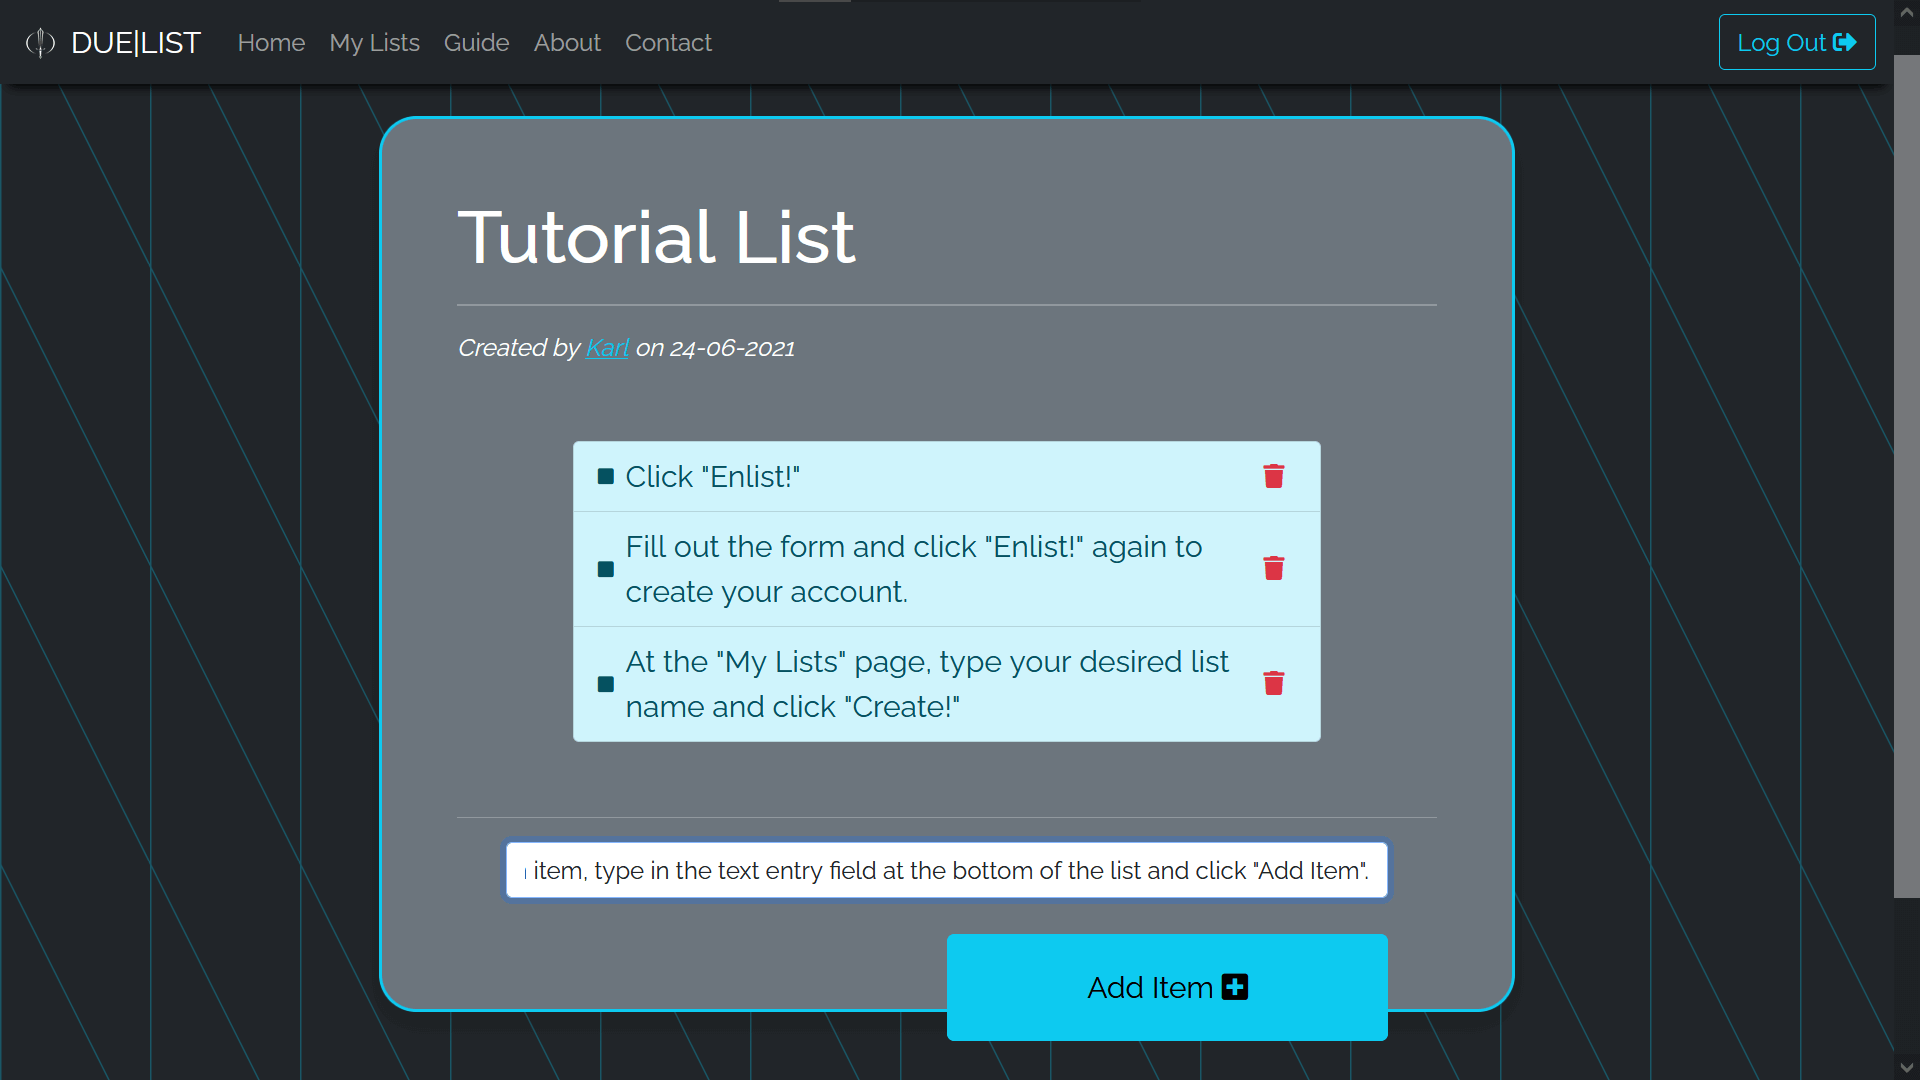 DUE|LIST Home My Lists Guide About Contact Log Out
Tutorial List
Created by Karl on 24-06-2021
Click "Enlist!"
Fill out the form and click "Enlist!" again to
create your account.
At the "My Lists" page, type your desired list
name and click "Create!"
item, type in the text entry field at the bottom of the list and click "Add Item".
Add Item